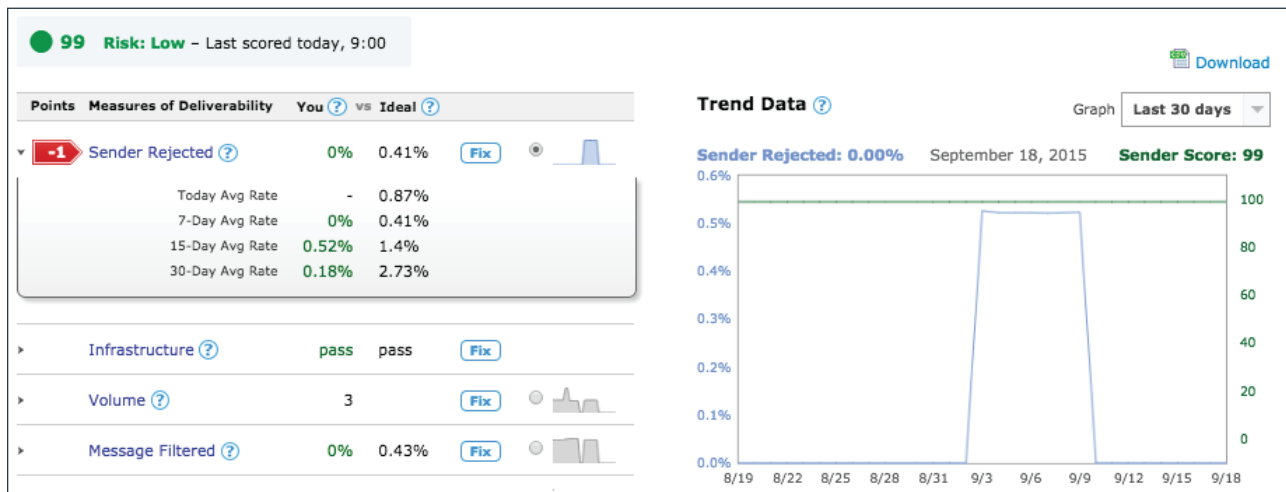 99 Risk: Low – Last scored today, 9:00
CSV Download
Points Measures of Deliverability You ? vs Ideal ?
-1 Sender Rejected ? 0% 0.41% Fix
Today Avg Rate - 0.87%
7-Day Avg Rate 0% 0.41%
15-Day Avg Rate 0.52% 1.4%
30-Day Avg Rate 0.18% 2.73%
Infrastructure ? pass pass Fix
Volume ? 3 Fix
Message Filtered ? 0% 0.43% Fix
Trend Data ? Graph Last 30 days
Sender Rejected: 0.00% September 18, 2015 Sender Score: 99
0.6%
0.5%
0.4%
0.3%
0.2%
0.1%
0.0%
100
80
60
40
20
0
8/19 8/22 8/25 8/28 8/31 9/3 9/6 9/9 9/12 9/15 9/18